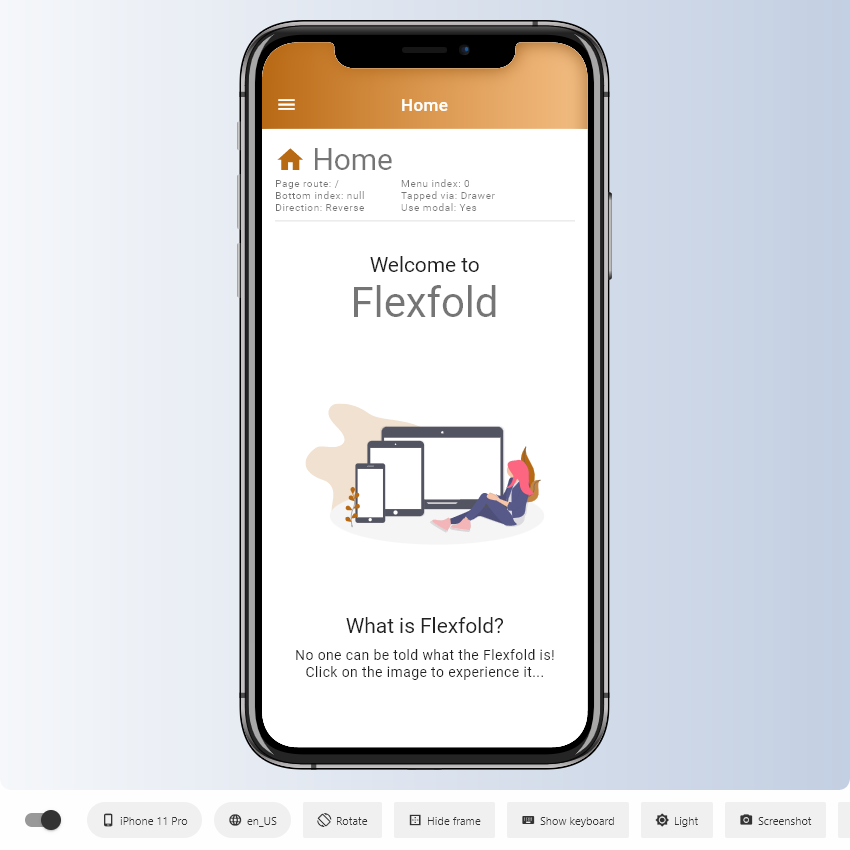 Home
Home
Page route: / Menu index: 0
Bottom index: null Tapped via: Drawer
Direction: Reverse Use modal: Yes
Welcome to
Flexfold
What is Flexfold?
No one can be told what the Flexfold is!
Click on the image to experience it...
iPhone 11 Pro en_US Rotate Hide frame Show keyboard Light Screenshot